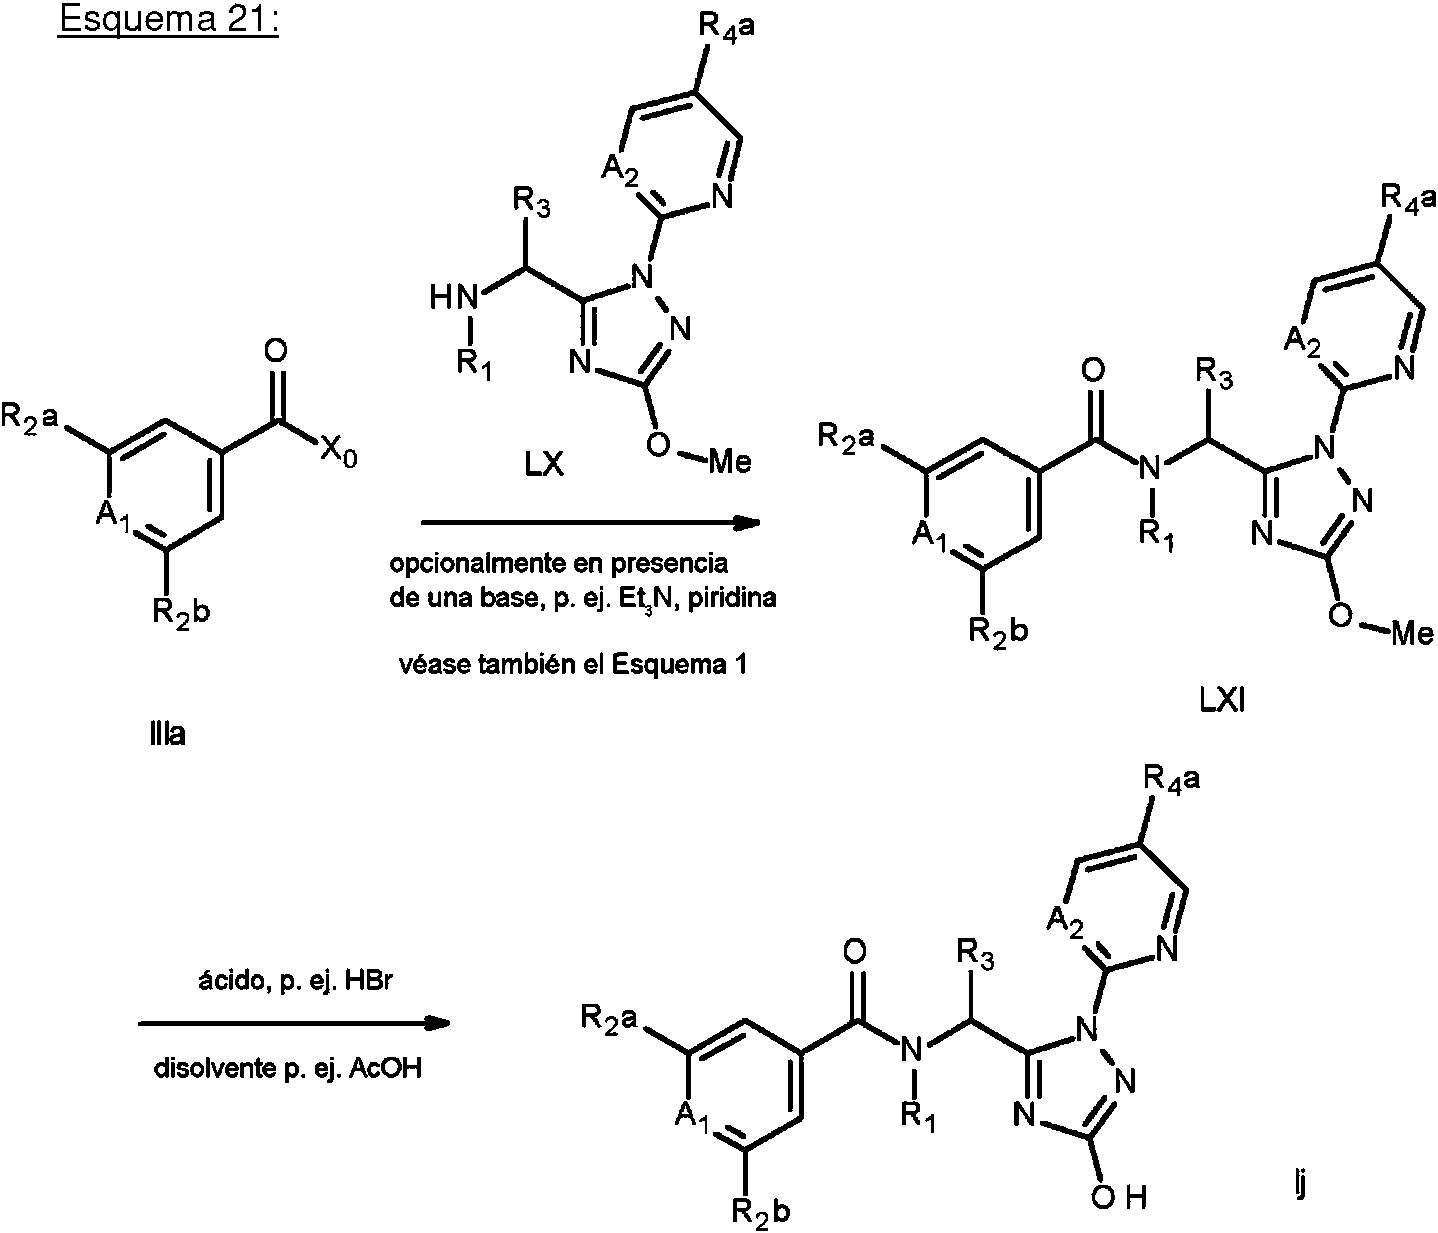 Esquema 21:
R4a
A2
N
R3
HN
N
N
N
R1
O
Me
LX
O
R2a
X0
A1
R2b
IIIa
opcionalmente en presencia
de una base, p. ej. Et3N, piridina
véase también el Esquema 1
R4a
A2
N
O
R3
R2a
N
N
N
N
R1
A1
R2b
O
Me
LXI
ácido, p. ej. HBr
disolvente p. ej. AcOH
R4a
A2
N
O
R3
R2a
N
N
N
N
R1
A1
R2b
OH
Ij